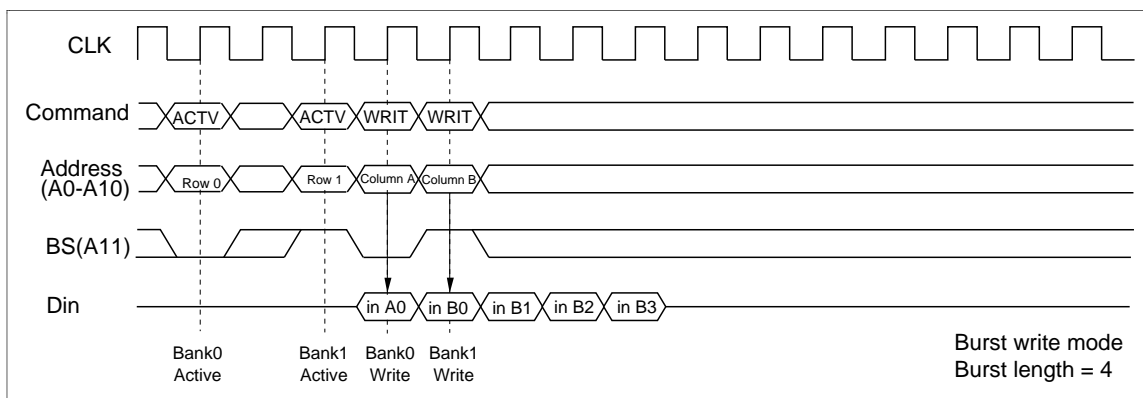 CLK
Command
ACTV
ACTV
WRIT
WRIT
Address
(A0-A10)
Row 0
Row 1
Column A
Column B
BS(A11)
Din
in A0
in B0
in B1
in B2
in B3
Bank0
Active
Bank1
Active
Bank0
Write
Bank1
Write
Burst write mode
Burst length = 4